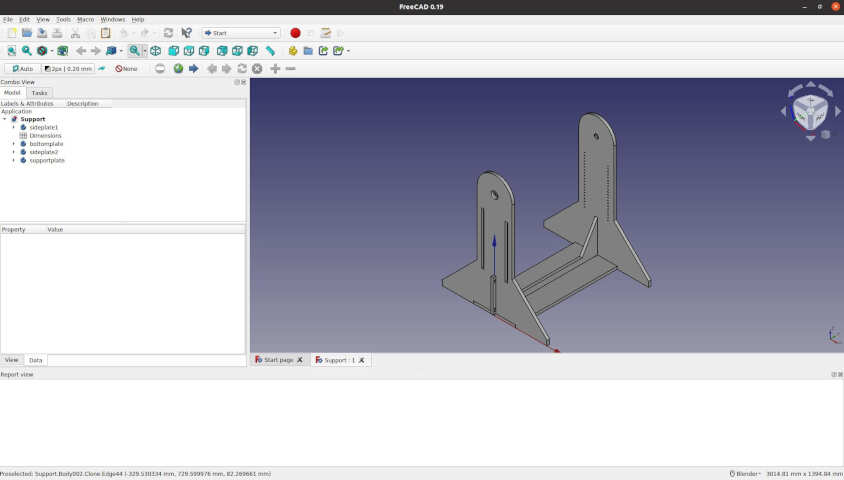 FreeCAD 0.19
File Edit View Tools Macro Windows Help
Start
Auto 2px | 0.20 mm None
Combo View
Model Tasks
Labels & Attributes Description
Application
Support
sideplate1
Dimensions
bottomplate
sideplate2
supportplate
Property Value
View Data
Start page Support : 1
Report view
Preselected: Support.Body002.Clone.Edge44 (-329.530334 mm, 729.599976 mm, 82.269661 mm) Blender 3014.81 mm x 1394.84 mm